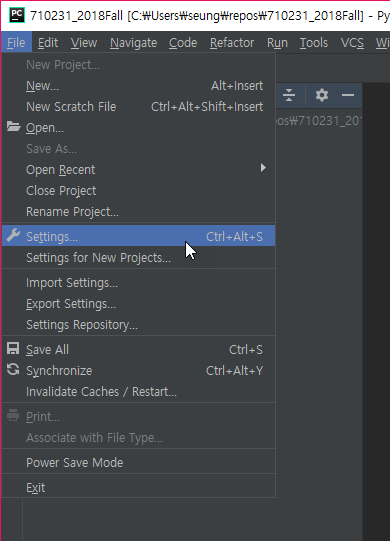 PC 710231_2018Fall [C:₩Users₩seung₩repos₩710231_2018Fall] - Py
File Edit View Navigate Code Refactor Run Tools VCS Wi
New Project...
New... Alt+Insert
New Scratch File Ctrl+Alt+Shift+Insert
Open...
Save As...
Open Recent
Close Project
Rename Project...
Settings... Ctrl+Alt+S
Settings for New Projects...
Import Settings...
Export Settings...
Settings Repository...
Save All Ctrl+S
Synchronize Ctrl+Alt+Y
Invalidate Caches / Restart...
Print...
Associate with File Type...
Power Save Mode
Exit
os₩710231_201